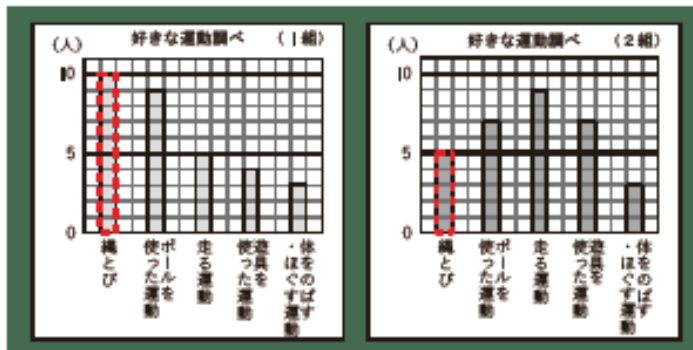 好きな運動調べ （1組）
（人）
10
5
0
縄とび
ボールを
使った運動
走る運動
遊具を
使った運動
体をのばす
・ほぐす運動
好きな運動調べ （2組）
（人）
10
5
0
縄とび
ボールを
使った運動
走る運動
遊具を
使った運動
体をのばす
・ほぐす運動